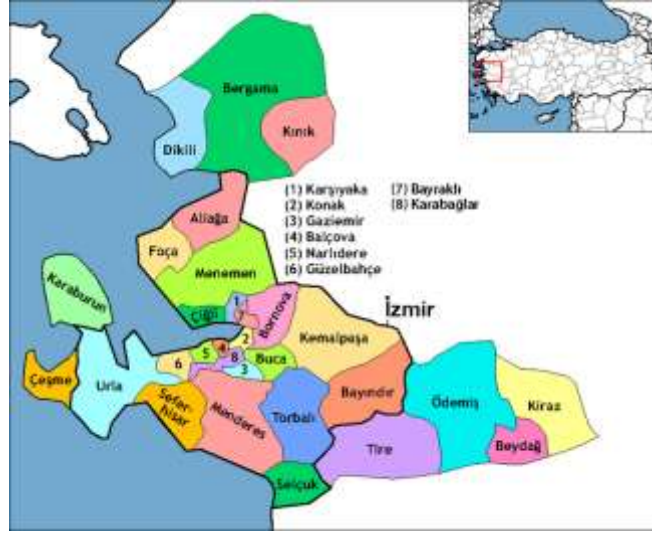 Bergama
Dikili
Kınık
(1) Karşıyaka
(2) Konak
(3) Gaziemir
(4) Balçova
(5) Narlıdere
(6) Güzelbahçe
(7) Bayraklı
(8) Karabağlar
Aliağa
Foça
Menemen
Karaburun
Çiğli
1
7
Bornova
İzmir
2
Kemalpaşa
4
5
8
6
3
Buca
Çeşme
Urla
Sefer-
hisar
Menderes
Torbalı
Bayındır
Ödemiş
Kiraz
Beydağ
Tire
Selçuk